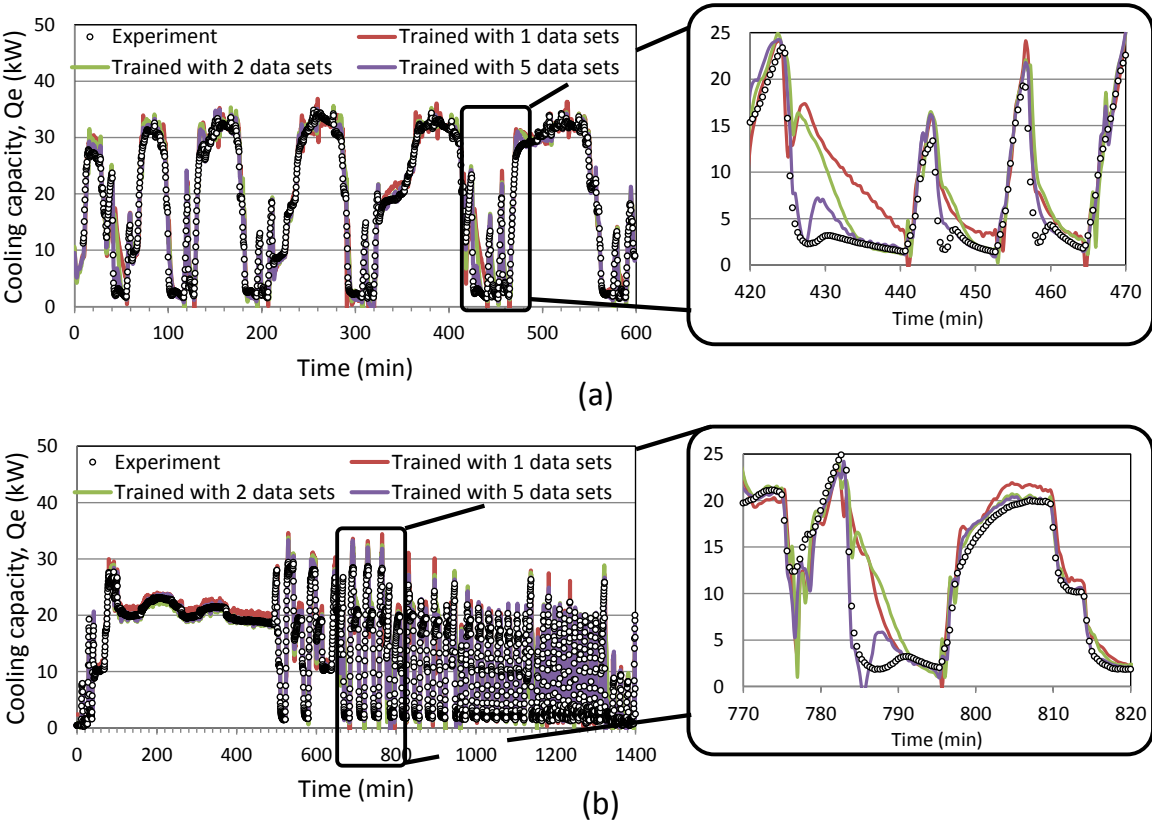 Cooling capacity, Qe (kW)
50
40
30
20
10
0
Experiment
Trained with 1 data sets
Trained with 2 data sets
Trained with 5 data sets
0 100 200 300 400 500 600
Time (min)
25
20
15
10
5
0
420 430 440 450 460 470
Time (min)
(a)
Cooling capacity, Qe (kW)
50
40
30
20
10
0
Experiment
Trained with 1 data sets
Trained with 2 data sets
Trained with 5 data sets
0 200 400 600 800 1000 1200 1400
Time (min)
25
20
15
10
5
0
770 780 790 800 810 820
Time (min)
(b)